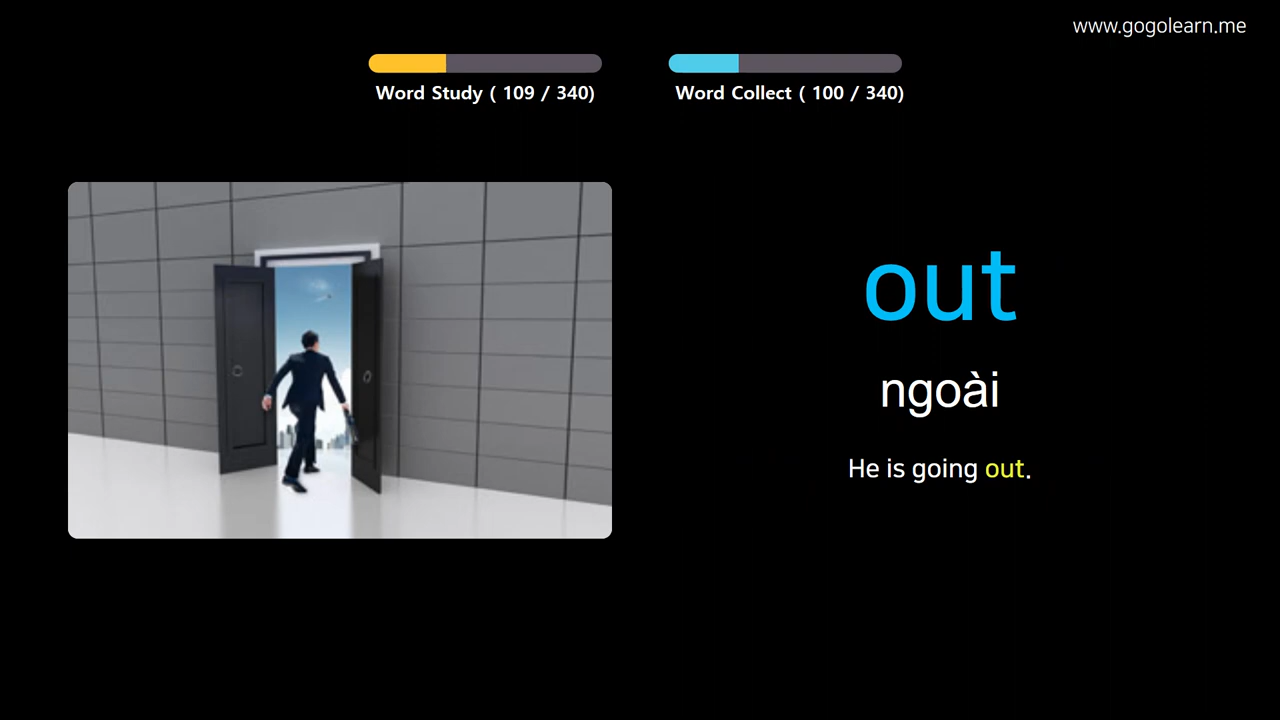 www.gogolearn.me
Word Study ( 109 / 340)
Word Collect ( 100 / 340)
out
ngoài
He is going out.